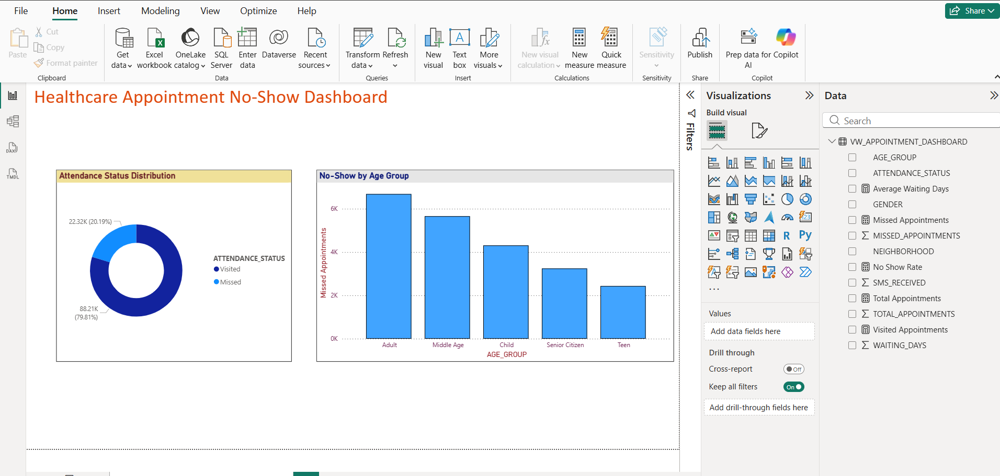 File Home Insert Modeling View Optimize Help Share
Paste Cut
Copy
Format painter
Clipboard
Get data
Excel workbook
OneLake catalog
SQL Server
Enter data
Dataverse
Recent sources
Data
Transform data
Refresh
Queries
New visual
Text box
More visuals
Insert
New visual calculation
New measure
Quick measure
Calculations
Sensitivity
Sensitivity
Publish
Share
Prep data for AI
Copilot
Copilot
DAX
TMDL
Healthcare Appointment No-Show Dashboard
Attendance Status Distribution
22.32K (20.19%)
88.21K
(79.81%)
ATTENDANCE_STATUS
Visited
Missed
No-Show by Age Group
Missed Appointments
6K
4K
2K
0K
Adult Middle Age Child Senior Citizen Teen
AGE_GROUP
Filters
Visualizations
Build visual
123
R Py
...
Values
Add data fields here
Drill through
Cross-report Off
Keep all filters On
Add drill-through fields here
Data
Search
VW_APPOINTMENT_DASHBOARD
AGE_GROUP
ATTENDANCE_STATUS
Average Waiting Days
GENDER
Missed Appointments
MISSED_APPOINTMENTS
NEIGHBORHOOD
No Show Rate
SMS_RECEIVED
Total Appointments
TOTAL_APPOINTMENTS
Visited Appointments
WAITING_DAYS